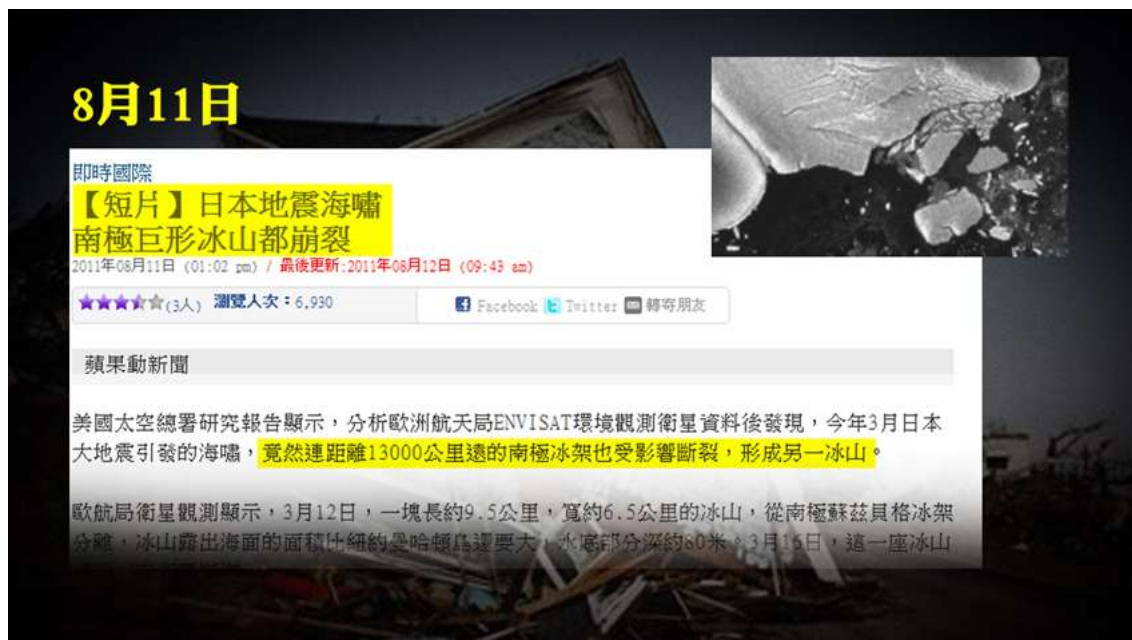 8月11日
即時國際
【短片】日本地震海嘯
南極巨形冰山都崩裂
2011年08月11日 (01:02 pm) / 最後更新:2011年08月12日 (09:43 am)
(3人) 瀏覽人次：6,930 Facebook Twitter 轉寄朋友
蘋果動新聞
美國太空總署研究報告顯示，分析歐洲航天局ENVISAT環境觀測衛星資料後發現，今年3月日本
大地震引發的海嘯，竟然連距離13000公里遠的南極冰架也受影響斷裂，形成另一冰山。
歐航局衛星觀測顯示，3月12日，一塊長約9.5公里，寬約6.5公里的冰山，從南極蘇茲貝格冰架
分離，冰山露出海面的面積比紐約曼哈頓島還要大，水底部分深約80米。3月16日，這一座冰山